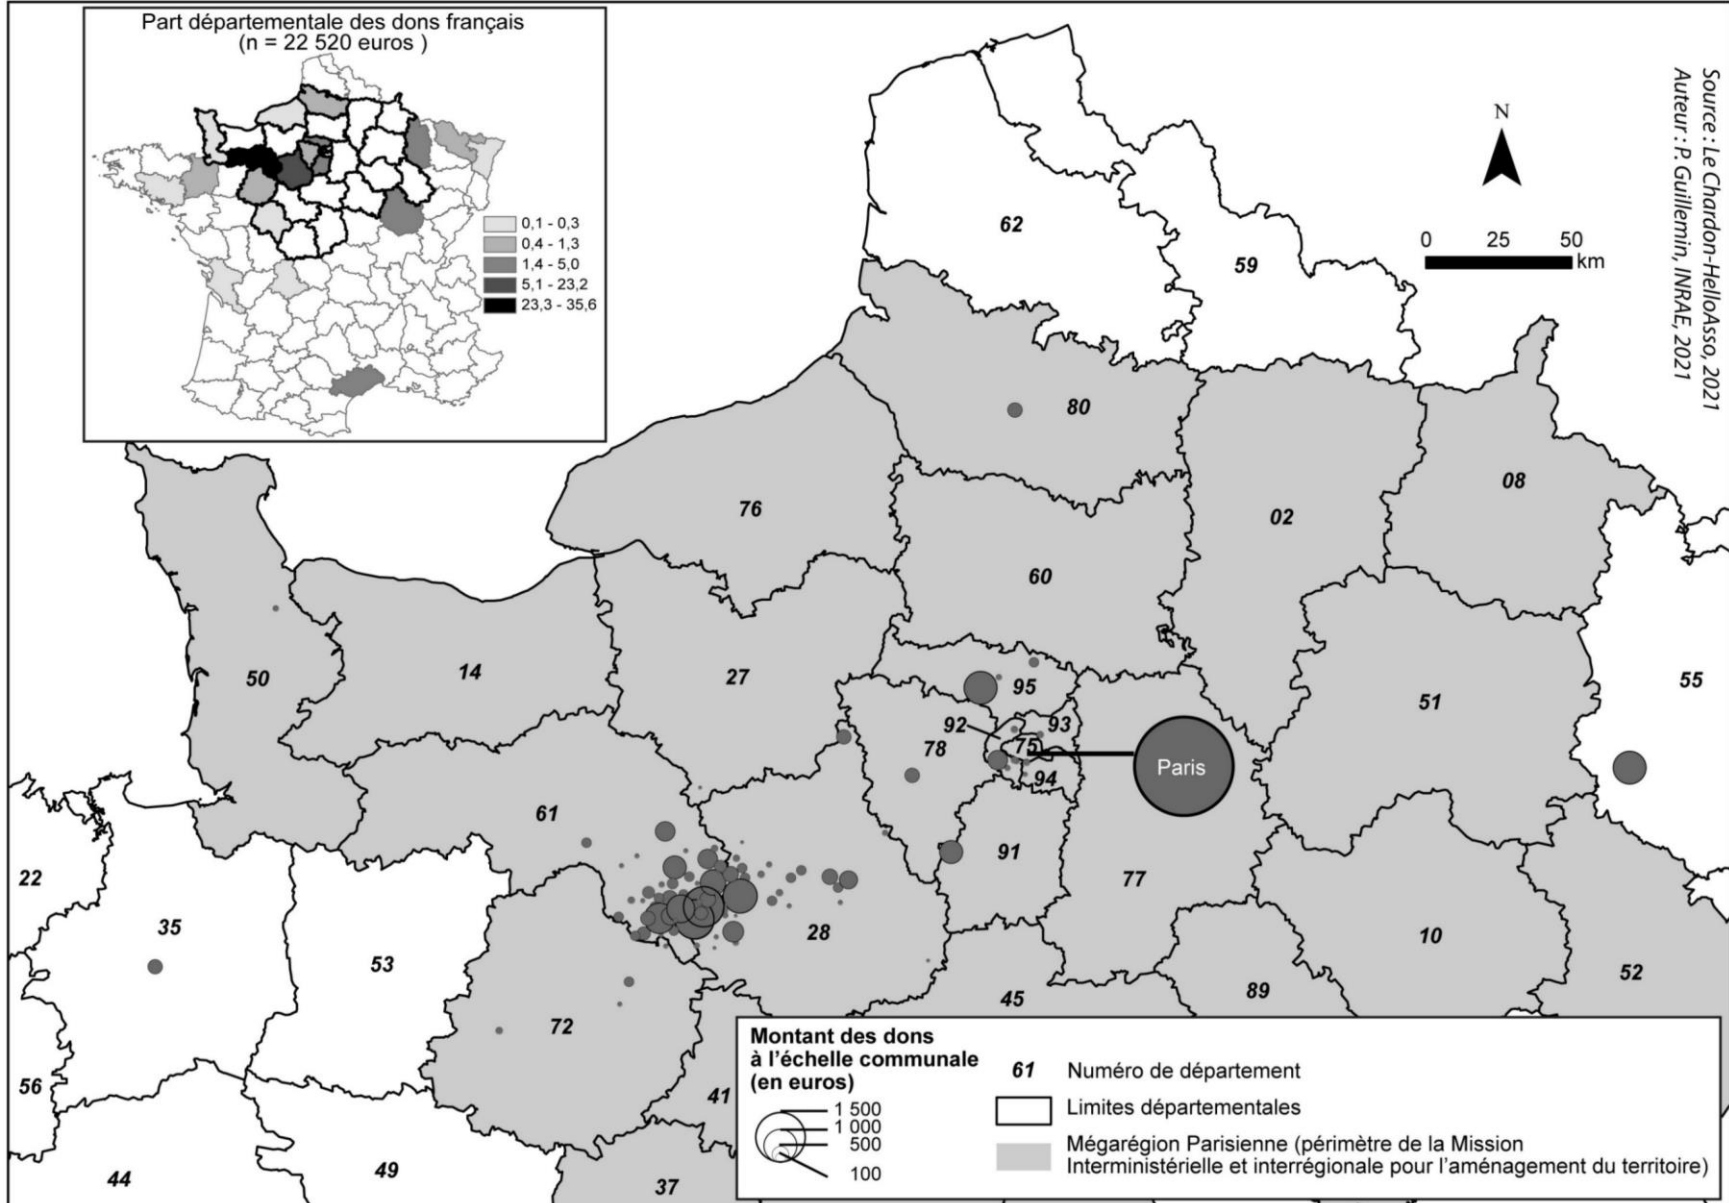 Part départementale des dons français
(n = 22 520 euros )
0,1 - 0,3
0,4 - 1,3
1,4 - 5,0
5,1 - 23,2
23,3 - 35,6
Source : Le Chardon-HelloAsso, 2021
Auteur : P. Guillemin, INRAE, 2021
N
0 25 50
km
62
59
80
76
02
08
60
50
14
27
95
51
55
92
93
78
75
Paris
94
61
91
77
22
35
28
10
53
52
45
89
72
56
41
44
49
37
Montant des dons
à l'échelle communale
(en euros)
1 500
1 000
500
100
61 Numéro de département
Limites départementales
Mégarégion Parisienne (périmètre de la Mission
Interministérielle et interrégionale pour l'aménagement du territoire)